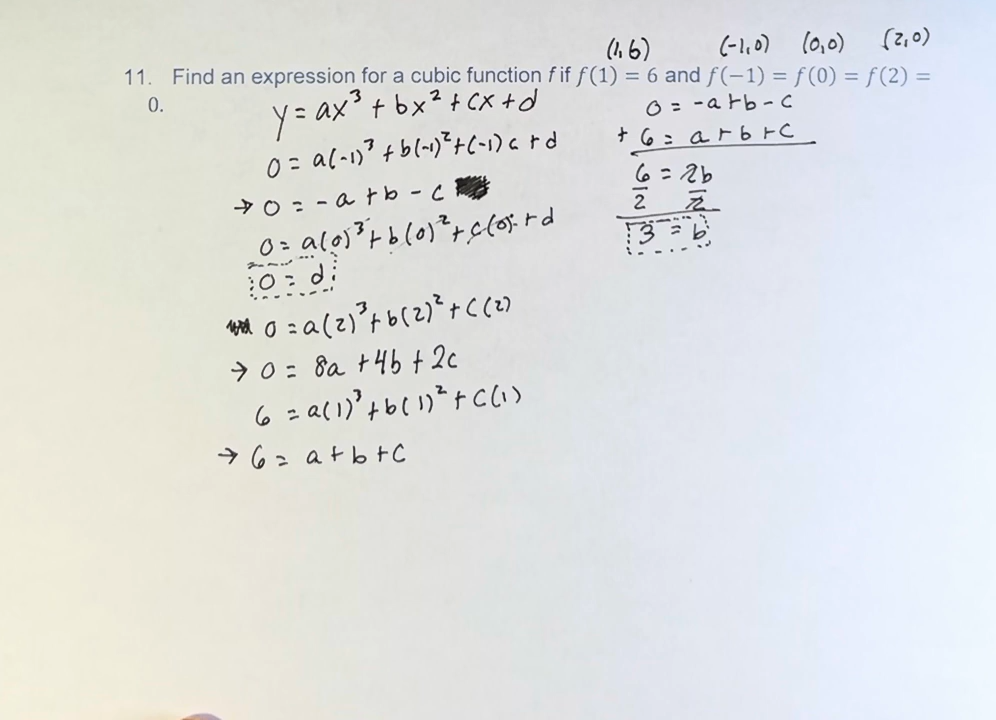 (1,6) (-1,0) (0,0) (2,0)
11. Find an expression for a cubic function f if f(1) = 6 and f(−1) = f(0) = f(2) =
0.
y = ax³ + bx² + cx + d
0 = a(-1)³ + b(-1)² + (-1)c + d
→ 0 = -a + b - c
0 = a(0)³ + b(0)² + c(0) + d
0 = d
0 = a(2)³ + b(2)² + c(2)
→ 0 = 8a + 4b + 2c
6 = a(1)³ + b(1)² + c(1)
→ 6 = a + b + c
0 = -a + b - c
+ 6 = a + b + c
6 = 2b
2 2
3 = b